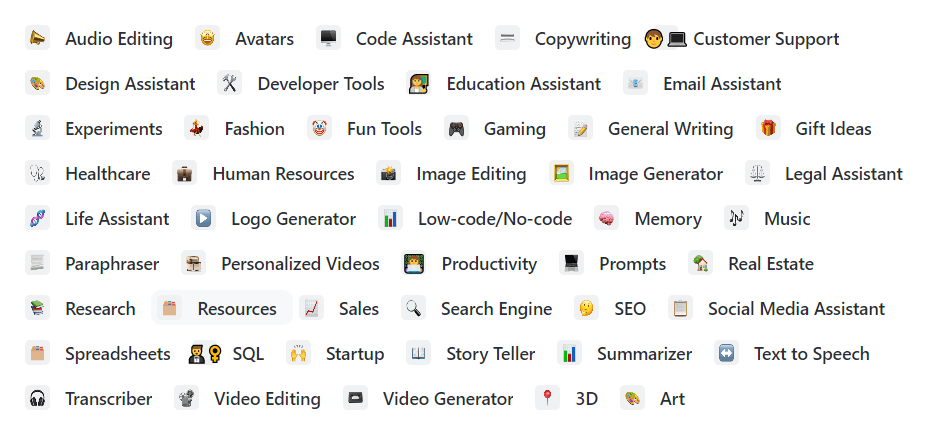 Audio Editing Avatars Code Assistant Copywriting Customer Support
Design Assistant Developer Tools Education Assistant Email Assistant
Experiments Fashion Fun Tools Gaming General Writing Gift Ideas
Healthcare Human Resources Image Editing Image Generator Legal Assistant
Life Assistant Logo Generator Low-code/No-code Memory Music
Paraphraser Personalized Videos Productivity Prompts Real Estate
Research Resources Sales Search Engine SEO Social Media Assistant
Spreadsheets SQL Startup Story Teller Summarizer Text to Speech
Transcriber Video Editing Video Generator 3D Art